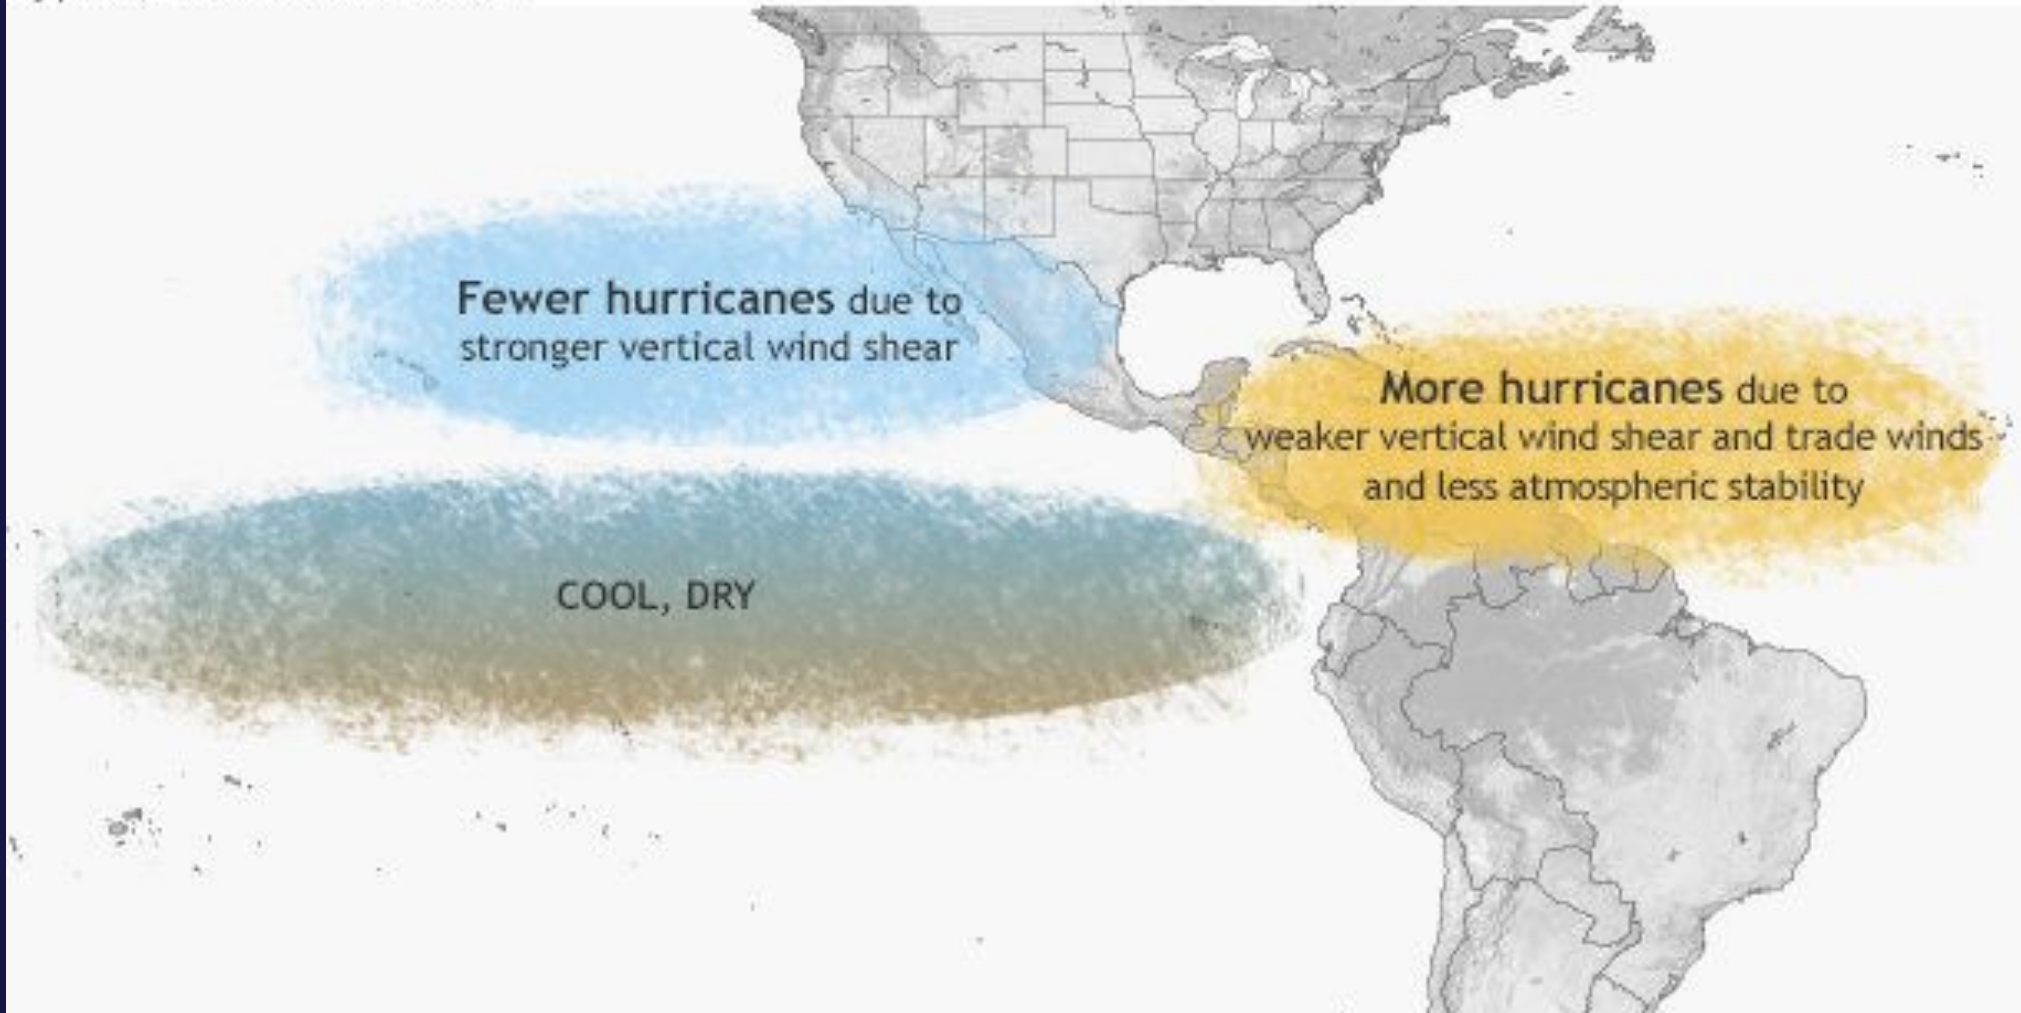 Fewer hurricanes due to
stronger vertical wind shear
More hurricanes due to
weaker vertical wind shear and trade winds
and less atmospheric stability
COOL, DRY